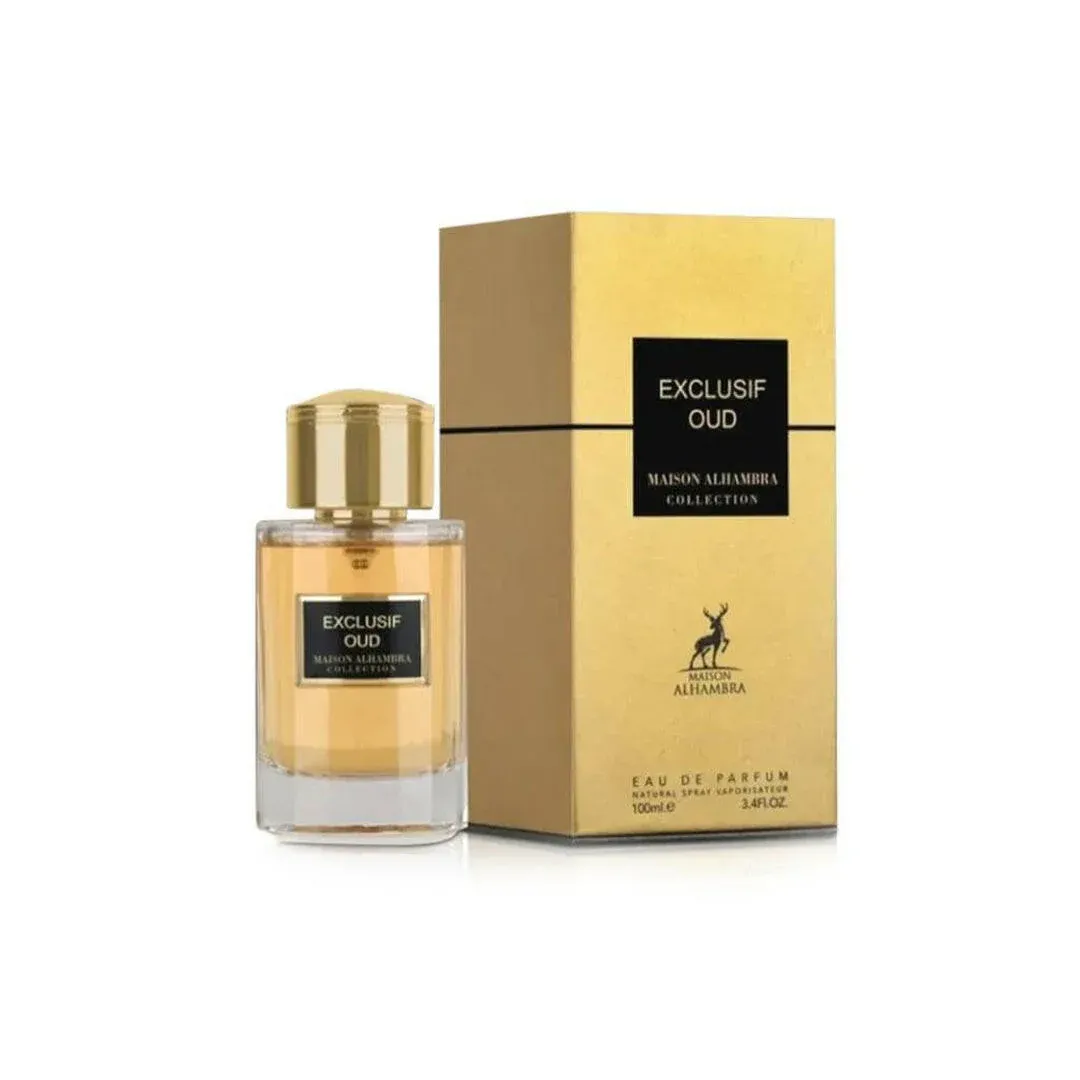 EXCLUSIF
OUD
MAISON ALHAMBRA
COLLECTION
EXCLUSIF
OUD
MAISON ALHAMBRA
COLLECTION
MAISON
ALHAMBRA
EAU DE PARFUM
NATURAL SPRAY VAPORISATEUR
100ml.e 3.4FL.OZ.